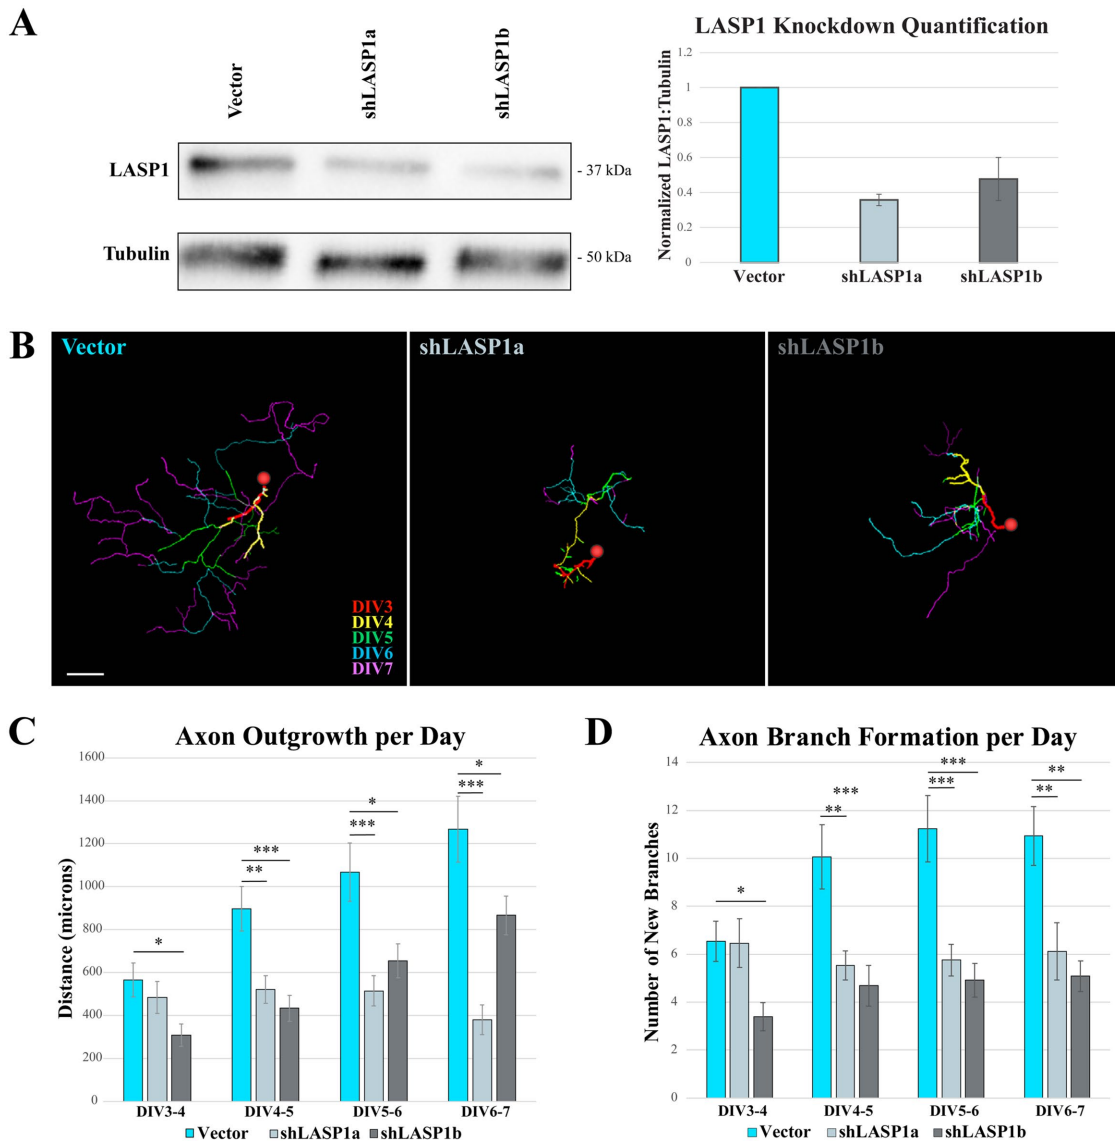 A
Vector
shLASP1a
shLASP1b
LASP1
- 37 kDa
Tubulin
- 50 kDa
LASP1 Knockdown Quantification
Normalized LASP1:Tubulin
1.2
1
0.8
0.6
0.4
0.2
0
Vector
shLASP1a
shLASP1b
B
Vector
shLASP1a
shLASP1b
DIV3
DIV4
DIV5
DIV6
DIV7
C
Axon Outgrowth per Day
Distance (microns)
1600
1400
1200
1000
800
600
400
200
0
*
***
**
*
***
*
***
DIV3-4
DIV4-5
DIV5-6
DIV6-7
Vector
shLASP1a
shLASP1b
D
Axon Branch Formation per Day
Number of New Branches
14
12
10
8
6
4
2
0
*
***
**
***
***
**
**
DIV3-4
DIV4-5
DIV5-6
DIV6-7
Vector
shLASP1a
shLASP1b